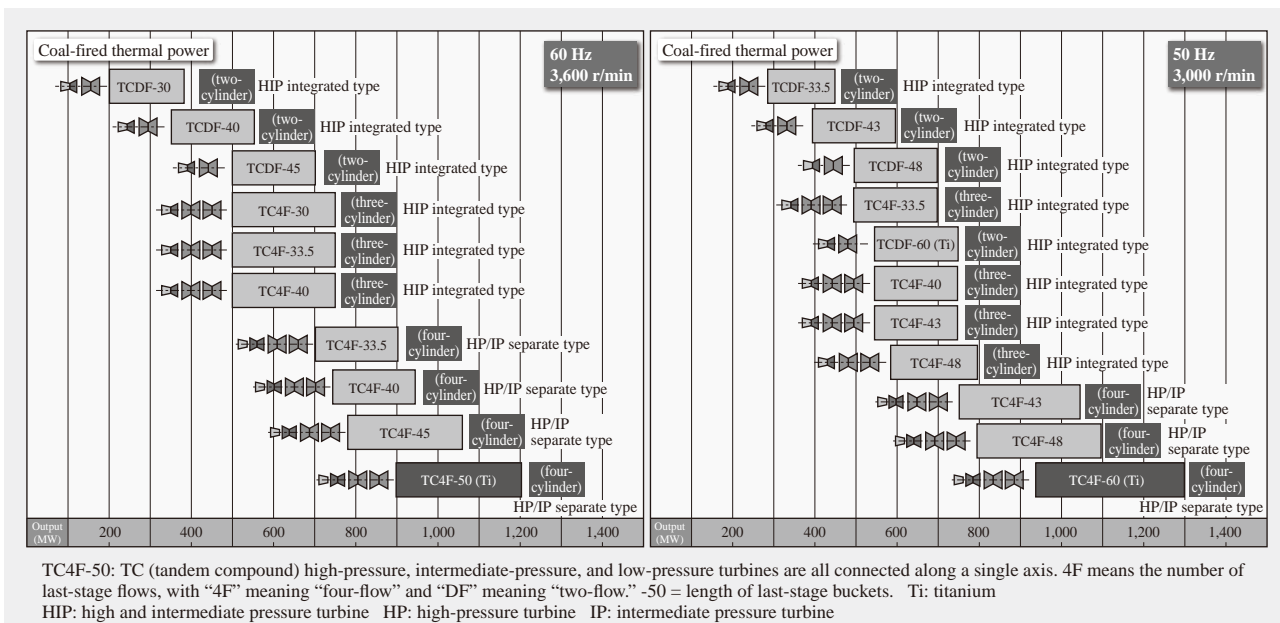 Coal-fired thermal power
60 Hz
3,600 r/min
TCDF-30
(two-
cylinder)
HIP integrated type
TCDF-40
(two-
cylinder)
HIP integrated type
TCDF-45
(two-
cylinder)
HIP integrated type
TC4F-30
(three-
cylinder)
HIP integrated type
TC4F-33.5
(three-
cylinder)
HIP integrated type
TC4F-40
(three-
cylinder)
HIP integrated type
TC4F-33.5
(four-
cylinder)
HP/IP separate type
TC4F-40
(four-
cylinder)
HP/IP separate type
TC4F-45
(four-
cylinder)
HP/IP
separate type
TC4F-50 (Ti)
(four-
cylinder)
HP/IP separate type
Output
(MW)
200 400 600 800 1,000 1,200 1,400
Coal-fired thermal power
50 Hz
3,000 r/min
TCDF-33.5
(two-
cylinder)
HIP integrated type
TCDF-43
(two-
cylinder)
HIP integrated type
TCDF-48
(two-
cylinder)
HIP integrated type
TC4F-33.5
(three-
cylinder)
HIP integrated type
TCDF-60 (Ti)
(two-
cylinder)
HIP integrated type
TC4F-40
(three-
cylinder)
HIP integrated type
TC4F-43
(three-
cylinder)
HIP integrated type
TC4F-48
(three-
cylinder)
HIP integrated type
TC4F-43
(four-
cylinder)
HP/IP
separate type
TC4F-48
(four-
cylinder)
HP/IP
separate type
TC4F-60 (Ti)
(four-
cylinder)
HP/IP separate type
Output
(MW)
200 400 600 800 1,000 1,200 1,400
TC4F-50: TC (tandem compound) high-pressure, intermediate-pressure, and low-pressure turbines are all connected along a single axis. 4F means the number of
last-stage flows, with “4F” meaning “four-flow” and “DF” meaning “two-flow.” -50 = length of last-stage buckets. Ti: titanium
HIP: high and intermediate pressure turbine HP: high-pressure turbine IP: intermediate pressure turbine